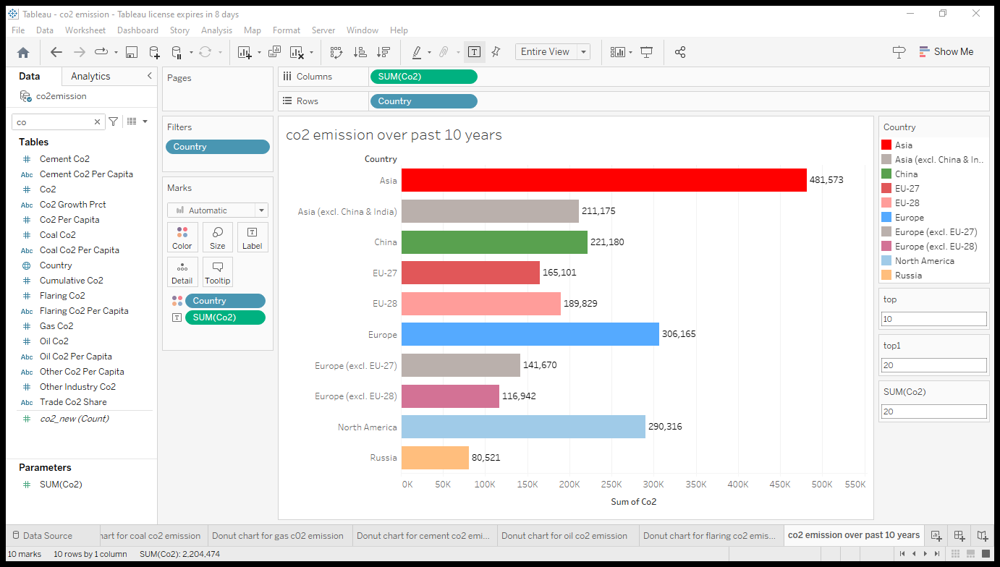 Tableau - co2 emission - Tableau license expires in 8 days
File Data Worksheet Dashboard Story Analysis Map Format Server Window Help
T Entire View Show Me
Data Analytics
co2emission
co
Tables
# Cement Co2
Abc Cement Co2 Per Capita
# Co2
Abc Co2 Growth Prct
# Co2 Per Capita
# Coal Co2
Abc Coal Co2 Per Capita
Country
# Cumulative Co2
# Flaring Co2
Abc Flaring Co2 Per Capita
# Gas Co2
# Oil Co2
Abc Oil Co2 Per Capita
Abc Other Co2 Per Capita
# Other Industry Co2
Abc Trade Co2 Share
# co2_new (Count)
Parameters
# SUM(Co2)
Pages
Filters
Country
Marks
Automatic
Color Size T Label
Detail Tooltip
Country
T SUM(Co2)
Columns SUM(Co2)
Rows Country
co2 emission over past 10 years
Country
Asia 481,573
Asia (excl. China & India) 211,175
China 221,180
EU-27 165,101
EU-28 189,829
Europe 306,165
Europe (excl. EU-27) 141,670
Europe (excl. EU-28) 116,942
North America 290,316
Russia 80,521
0K 50K 100K 150K 200K 250K 300K 350K 400K 450K 500K 550K
Sum of Co2
Country
Asia
Asia (excl. China & In..
China
EU-27
EU-28
Europe
Europe (excl. EU-27)
Europe (excl. EU-28)
North America
Russia
top
10
top1
20
SUM(Co2)
20
Data Source hart for coal co2 emission Donut chart for gas c02 emission Donut chart for cement co2 emi... Donut chart for oil co2 emission Donut chart for flaring co2 emis... co2 emission over past 10 years
10 marks 10 rows by 1 column SUM(Co2): 2,204,474